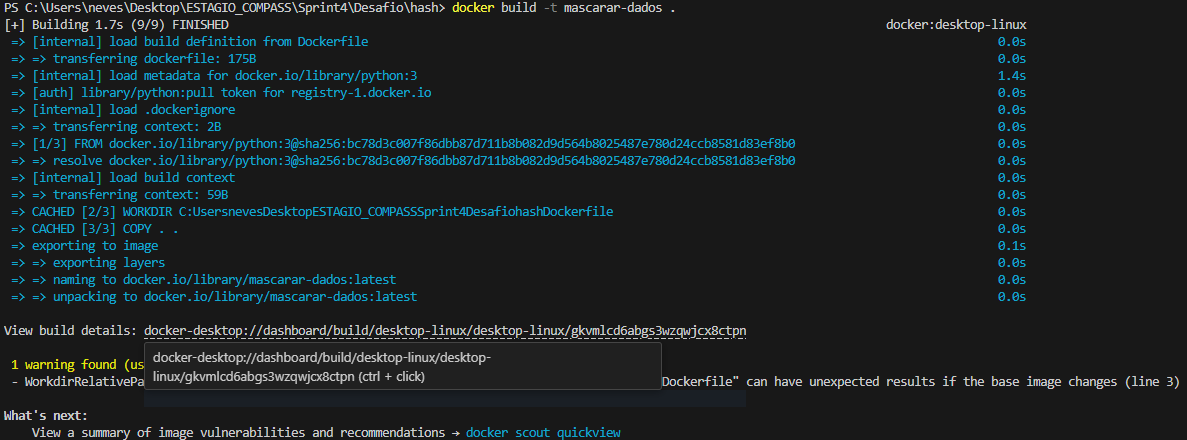 PS C:\Users\neves\Desktop\ESTAGIO_COMPASS\Sprint4\Desafio\hash> docker build -t mascarar-dados .
[+] Building 1.7s (9/9) FINISHED docker:desktop-linux
=> [internal] load build definition from Dockerfile 0.0s
=> => transferring dockerfile: 175B 0.0s
=> [internal] load metadata for docker.io/library/python:3 1.4s
=> [auth] library/python:pull token for registry-1.docker.io 0.0s
=> [internal] load .dockerignore 0.0s
=> => transferring context: 2B 0.0s
=> [1/3] FROM docker.io/library/python:3@sha256:bc78d3c007f86dbb87d711b8b082d9d564b8025487e780d24ccb8581d83ef8b0 0.0s
=> => resolve docker.io/library/python:3@sha256:bc78d3c007f86dbb87d711b8b082d9d564b8025487e780d24ccb8581d83ef8b0 0.0s
=> [internal] load build context 0.0s
=> => transferring context: 59B 0.0s
=> CACHED [2/3] WORKDIR C:UsersnevesDesktopESTAGIO_COMPASSSprint4DesafiohashDockerfile 0.0s
=> CACHED [3/3] COPY . . 0.0s
=> exporting to image 0.1s
=> => exporting layers 0.0s
=> => naming to docker.io/library/mascarar-dados:latest 0.0s
=> => unpacking to docker.io/library/mascarar-dados:latest 0.0s
View build details: docker-desktop://dashboard/build/desktop-linux/desktop-linux/gkvmlcd6abgs3wzqwjcx8ctpn
docker-desktop://dashboard/build/desktop-linux/desktop-
linux/gkvmlcd6abgs3wzqwjcx8ctpn (ctrl + click)
1 warning found (us
- WorkdirRelativePa Dockerfile" can have unexpected results if the base image changes (line 3)
What's next:
View a summary of image vulnerabilities and recommendations → docker scout quickview